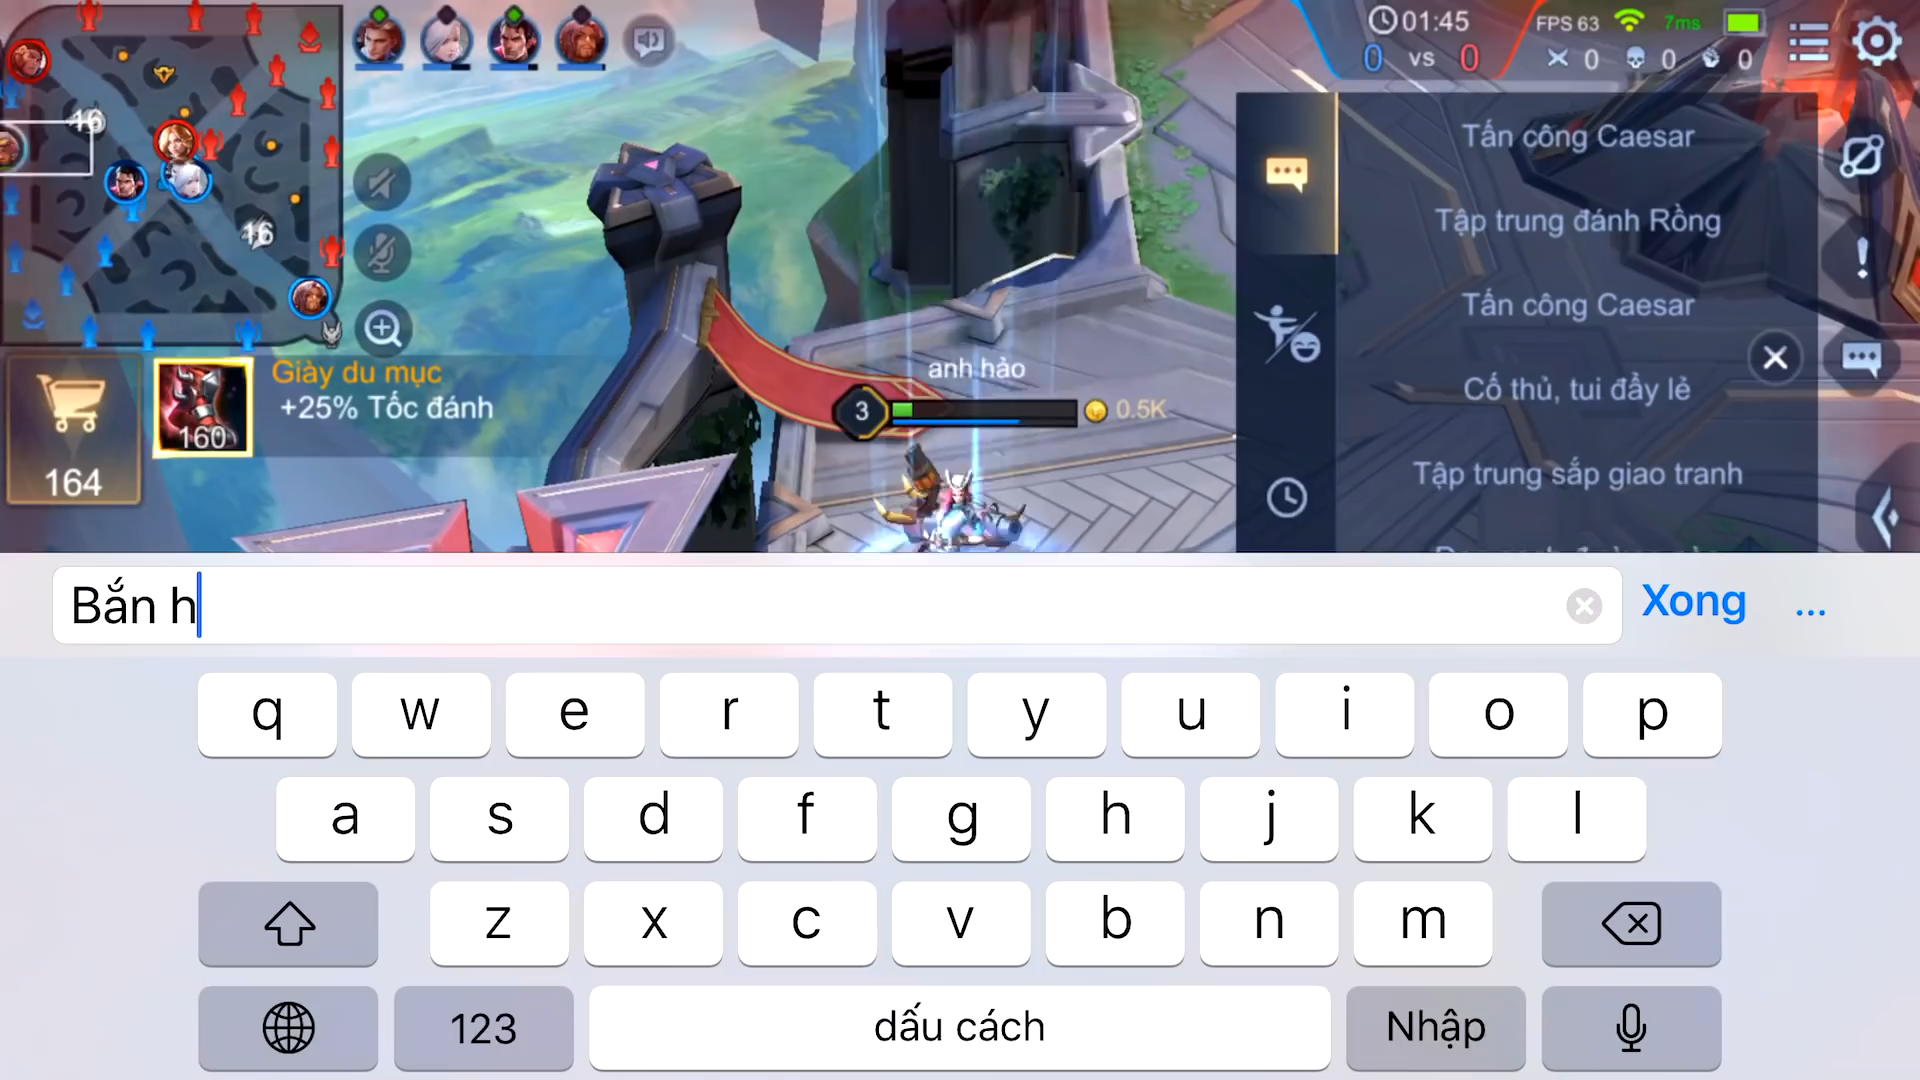 01:45
FPS 63
7ms
0 vs 0
0
0
0
16
16
Tấn công Caesar
Tập trung đánh Rồng
Tấn công Caesar
Cố thủ, tui đẩy lẻ
Tập trung sắp giao tranh
Giày du mục
+25% Tốc đánh
160
164
anh hảo
3
0.5K
Bắn h
Xong
...
q w e r t y u i o p
a s d f g h j k l
z x c v b n m
123
dấu cách
Nhập